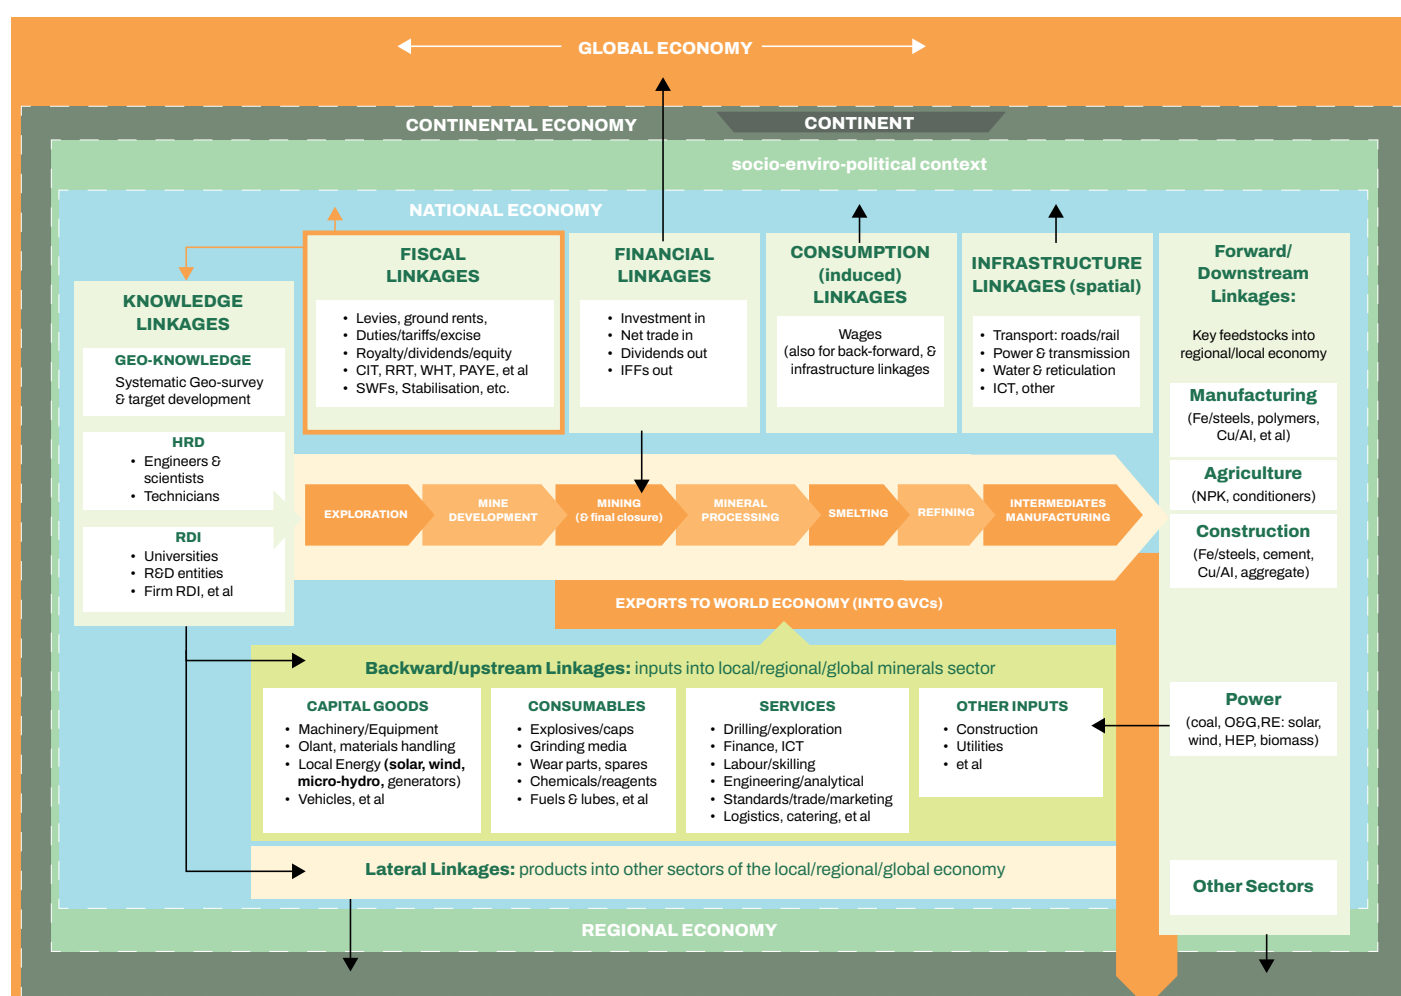 GLOBAL ECONOMY
CONTINENTAL ECONOMY
CONTINENT
socio-enviro-political context
NATIONAL ECONOMY
KNOWLEDGE
LINKAGES
GEO-KNOWLEDGE
Systematic Geo-survey
& target development
HRD
• Engineers &
scientists
• Technicians
RDI
• Universities
• R&D entities
• Firm RDI, et al
FISCAL
LINKAGES
• Levies, ground rents,
• Duties/tariffs/excise
• Royalty/dividends/equity
• CIT, RRT, WHT, PAYE, et al
• SWFs, Stabilisation, etc.
FINANCIAL
LINKAGES
• Investment in
• Net trade in
• Dividends out
• IFFs out
CONSUMPTION
(induced)
LINKAGES
Wages
(also for back-forward, &
infrastructure linkages
INFRASTRUCTURE
LINKAGES (spatial)
• Transport: roads/rail
• Power & transmission
• Water & reticulation
• ICT, other
Forward/
Downstream
Linkages:
Key feedstocks into
regional/local economy
Manufacturing
(Fe/steels, polymers,
Cu/AI, et al)
Agriculture
(NPK, conditioners)
Construction
(Fe/steels, cement,
Cu/AI, aggregate)
Power
(coal, O&G,RE: solar,
wind, HEP, biomass)
Other Sectors
EXPLORATION
MINE
DEVELOPMENT
MINING
(& final closure)
MINERAL
PROCESSING
SMELTING
REFINING
INTERMEDIATES
MANUFACTURING
EXPORTS TO WORLD ECONOMY (INTO GVCs)
Backward/upstream Linkages: inputs into local/regional/global minerals sector
CAPITAL GOODS
• Machinery/Equipment
• Olant, materials handling
• Local Energy (solar, wind,
micro-hydro, generators)
• Vehicles, et al
CONSUMABLES
• Explosives/caps
• Grinding media
• Wear parts, spares
• Chemicals/reagents
• Fuels & lubes, et al
SERVICES
• Drilling/exploration
• Finance, ICT
• Labour/skilling
• Engineering/analytical
• Standards/trade/marketing
• Logistics, catering, et al
OTHER INPUTS
• Construction
• Utilities
• et al
Lateral Linkages: products into other sectors of the local/regional/global economy
REGIONAL ECONOMY